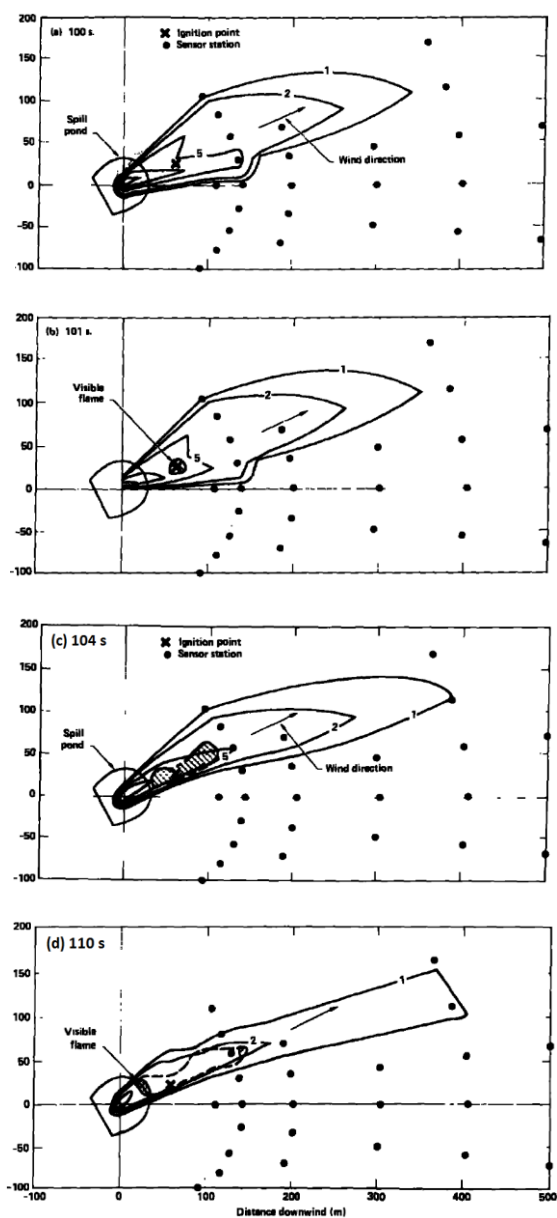 (a) 100 s.
Ignition point
Sensor station
200
150
100
50
0
-50
-100
Spill
pond
1
2
5
Wind direction
(b) 101 s.
200
150
100
50
0
-50
-100
Visible
flame
1
2
5
(c) 104 s
Ignition point
Sensor station
200
150
100
50
0
-50
-100
Spill
pond
1
2
5
Wind direction
(d) 110 s
200
150
100
50
0
-50
-100
Visible
flame
1
2
-100 0 100 200 300 400 500
Distance downwind (m)